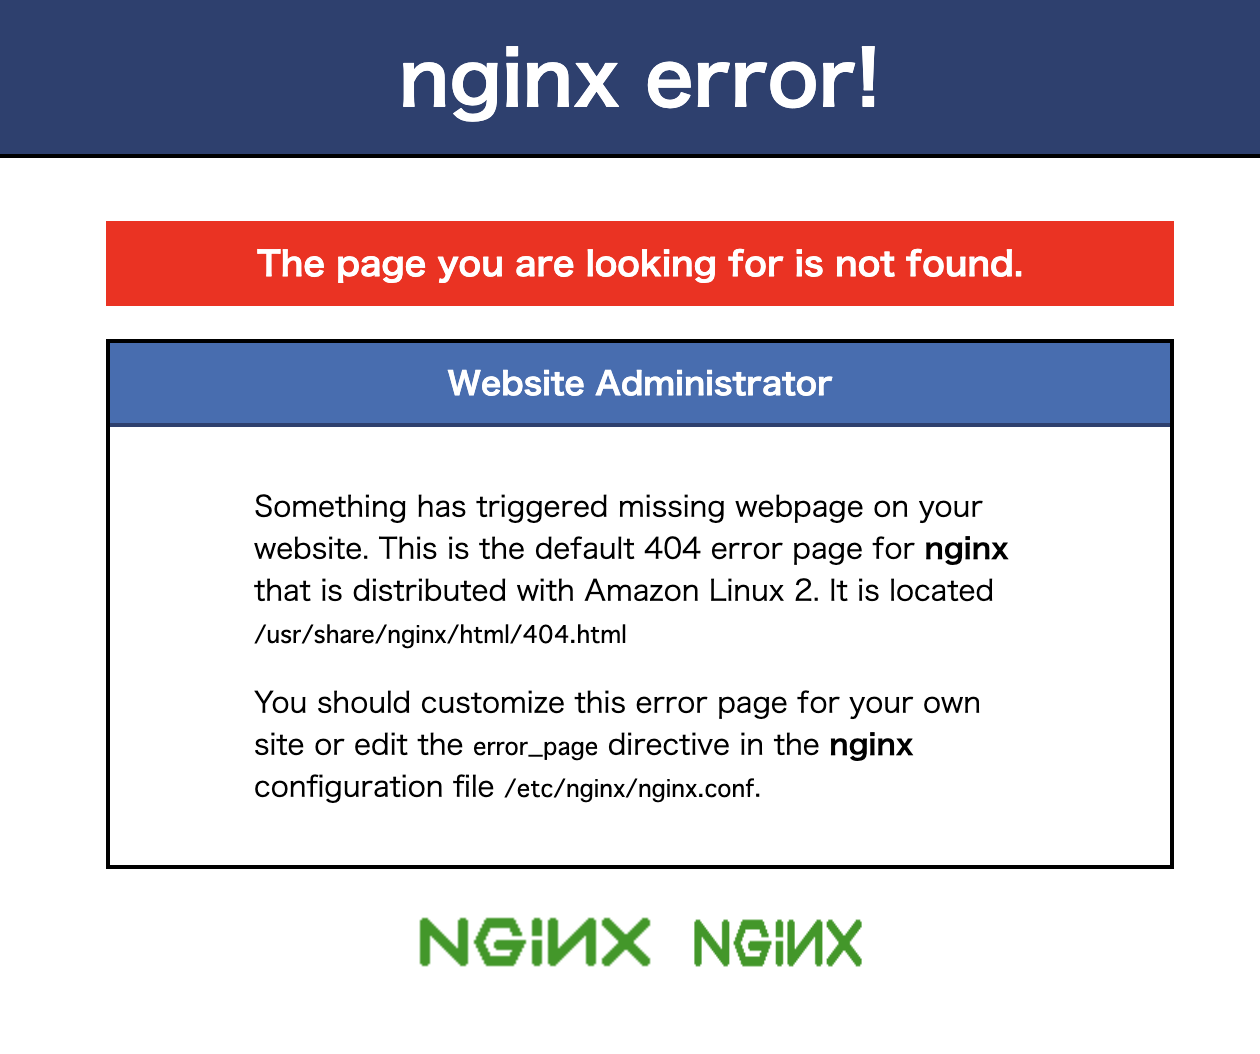 nginx error!
The page you are looking for is not found.
Website Administrator
Something has triggered missing webpage on your
website. This is the default 404 error page for nginx
that is distributed with Amazon Linux 2. It is located
/usr/share/nginx/html/404.html
You should customize this error page for your own
site or edit the error_page directive in the nginx
configuration file /etc/nginx/nginx.conf.
NGiNX NGiNX